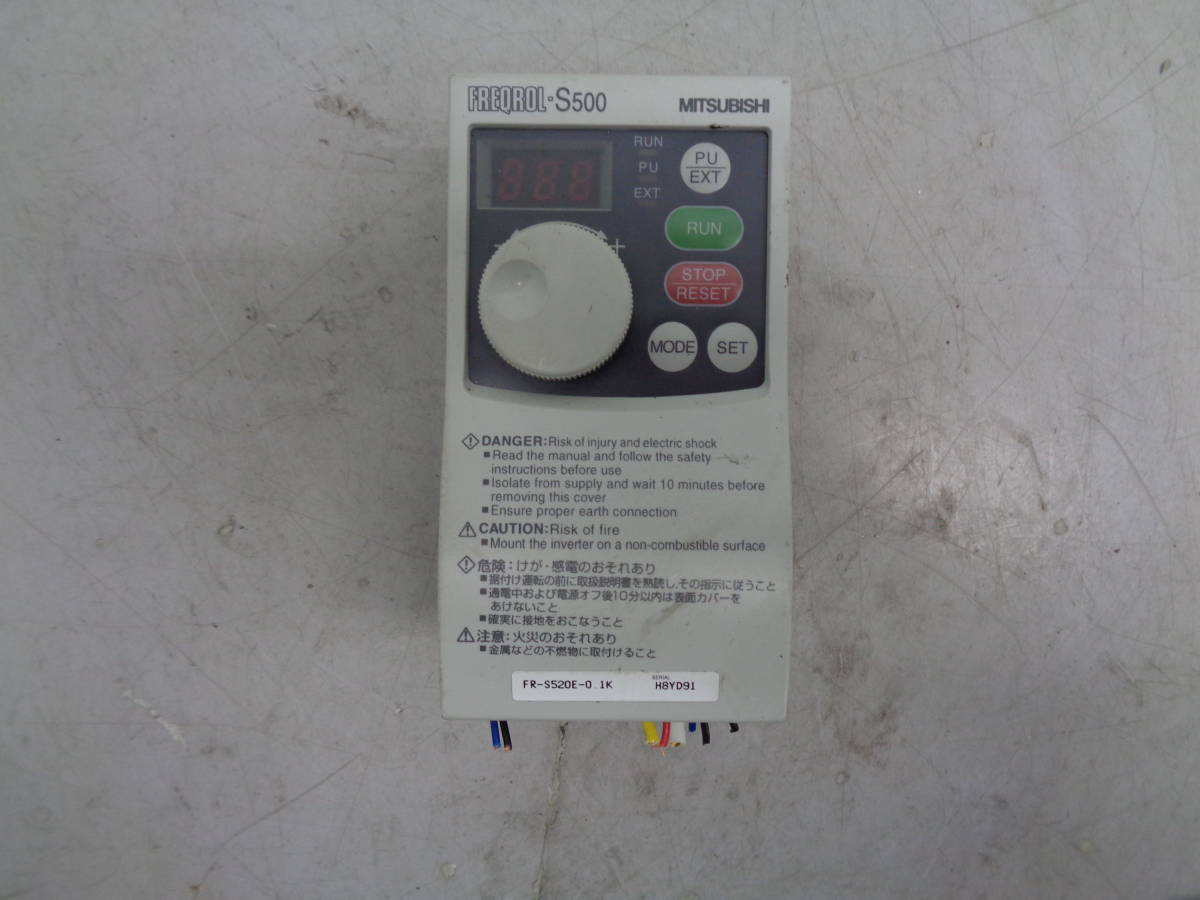 FREQROL-S500 MITSUBISHI
8.8.8
RUN
PU
EXT
PU
EXT
RUN
− +
STOP
RESET
MODE SET
DANGER: Risk of injury and electric shock
■ Read the manual and follow the safety
instructions before use
■ Isolate from supply and wait 10 minutes before
removing this cover
■ Ensure proper earth connection
CAUTION: Risk of fire
■ Mount the inverter on a non-combustible surface
危険：けが・感電のおそれあり
■ 据付け運転の前に取扱説明書を熟読し、その指示に従うこと
■ 通電中および電源オフ後10分以内は表面カバーを
あけないこと
■ 確実に接地をおこなうこと
注意：火災のおそれあり
■ 金属などの不燃物に取付けること
SERIAL
FR-S520E-0.1K H8YD91